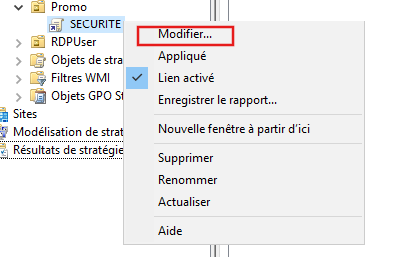 Promo
SECURITE
Modifier...
RDPUser
Appliqué
Objets de stra
Lien activé
Filtres WMI
Objets GPO St
Enregistrer le rapport...
Sites
Nouvelle fenêtre à partir d'ici
Modélisation de strat
Résultats de stratégie
Supprimer
Renommer
Actualiser
Aide